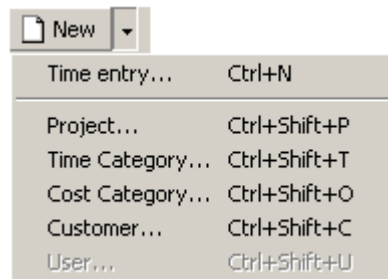 New
Time entry... Ctrl+N
Project... Ctrl+Shift+P
Time Category... Ctrl+Shift+T
Cost Category... Ctrl+Shift+O
Customer... Ctrl+Shift+C
User... Ctrl+Shift+U